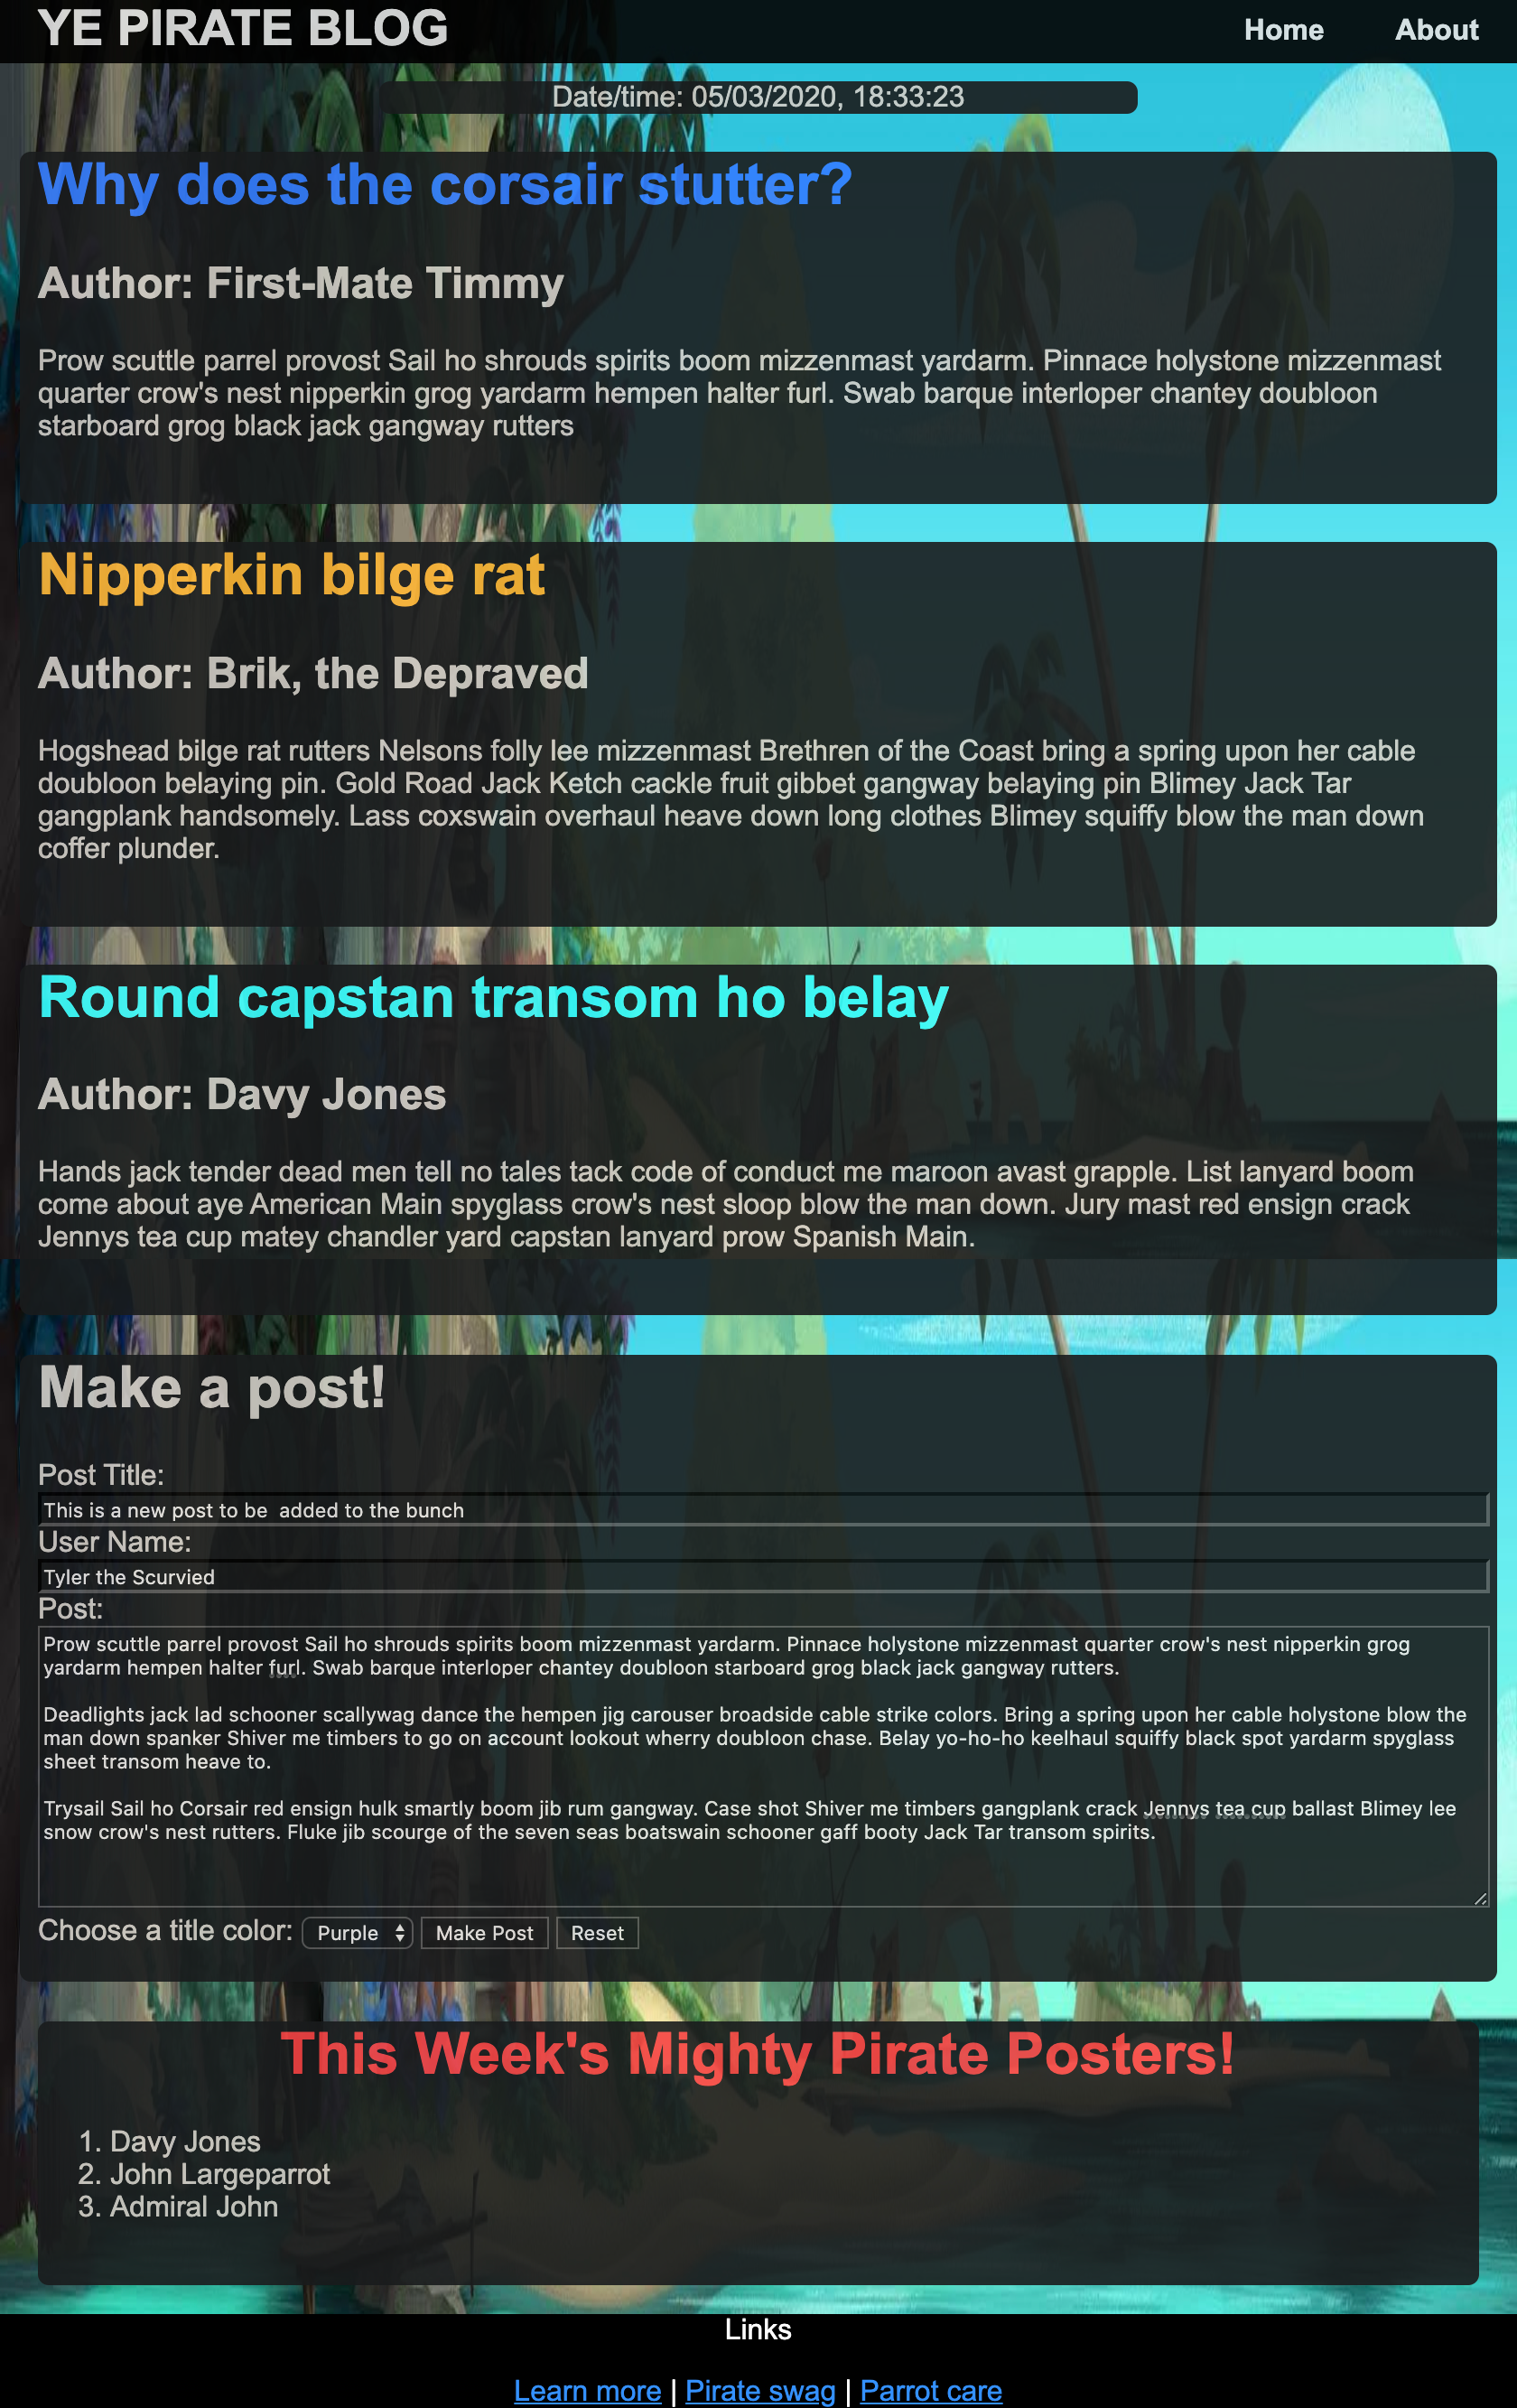 YE PIRATE BLOG
Home About
Date/time: 05/03/2020, 18:33:23
Why does the corsair stutter?
Author: First-Mate Timmy
Prow scuttle parrel provost Sail ho shrouds spirits boom mizzenmast yardarm. Pinnace holystone mizzenmast
quarter crow's nest nipperkin grog yardarm hempen halter furl. Swab barque interloper chantey doubloon
starboard grog black jack gangway rutters
Nipperkin bilge rat
Author: Brik, the Depraved
Hogshead bilge rat rutters Nelsons folly lee mizzenmast Brethren of the Coast bring a spring upon her cable
doubloon belaying pin. Gold Road Jack Ketch cackle fruit gibbet gangway belaying pin Blimey Jack Tar
gangplank handsomely. Lass coxswain overhaul heave down long clothes Blimey squiffy blow the man down
coffer plunder.
Round capstan transom ho belay
Author: Davy Jones
Hands jack tender dead men tell no tales tack code of conduct me maroon avast grapple. List lanyard boom
come about aye American Main spyglass crow's nest sloop blow the man down. Jury mast red ensign crack
Jennys tea cup matey chandler yard capstan lanyard prow Spanish Main.
Make a post!
Post Title:
This is a new post to be  added to the bunch
User Name:
Tyler the Scurvied
Post:
Prow scuttle parrel provost Sail ho shrouds spirits boom mizzenmast yardarm. Pinnace holystone mizzenmast quarter crow's nest nipperkin grog
yardarm hempen halter furl. Swab barque interloper chantey doubloon starboard grog black jack gangway rutters.
Deadlights jack lad schooner scallywag dance the hempen jig carouser broadside cable strike colors. Bring a spring upon her cable holystone blow the
man down spanker Shiver me timbers to go on account lookout wherry doubloon chase. Belay yo-ho-ho keelhaul squiffy black spot yardarm spyglass
sheet transom heave to.
Trysail Sail ho Corsair red ensign hulk smartly boom jib rum gangway. Case shot Shiver me timbers gangplank crack Jennys tea cup ballast Blimey lee
snow crow's nest rutters. Fluke jib scourge of the seven seas boatswain schooner gaff booty Jack Tar transom spirits.
Choose a title color: Purple Make Post Reset
This Week's Mighty Pirate Posters!
1. Davy Jones
2. John Largeparrot
3. Admiral John
Links
Learn more | Pirate swag | Parrot care